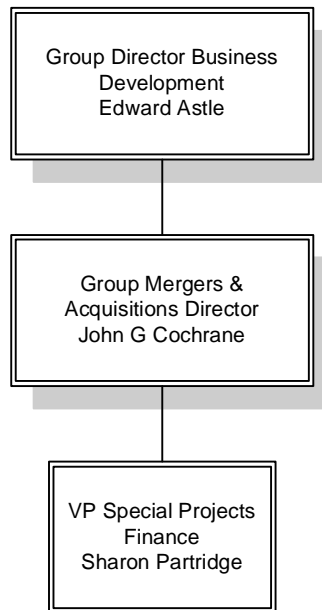 Group Director Business
Development
Edward Astle
Group Mergers &
Acquisitions Director
John G Cochrane
VP Special Projects
Finance
Sharon Partridge